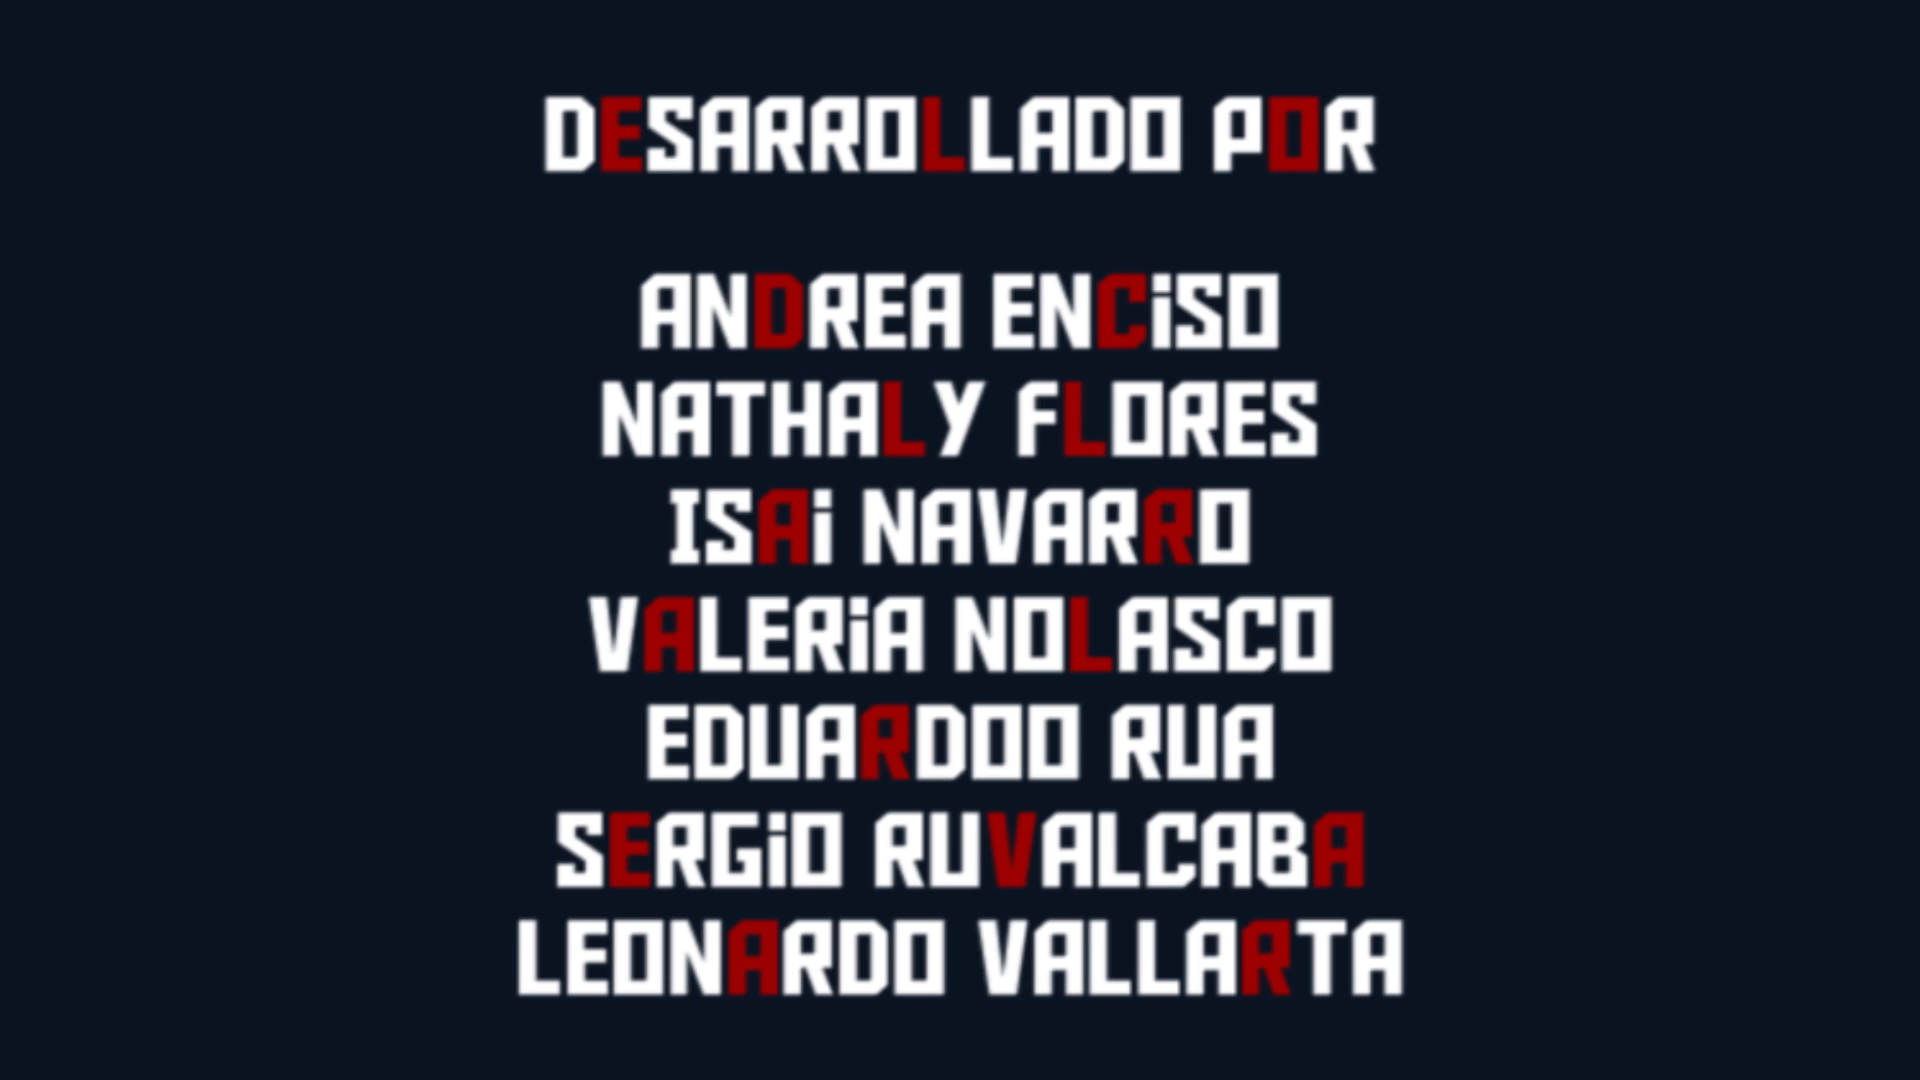 DESARROLLADO POR
ANDREA ENCiSO
NATHALY FLORES
ISAi NAVARRO
VALERiA NOLASCO
EDUARDOO RUA
SERGiO RUVALCABA
LEONARDO VALLARTA